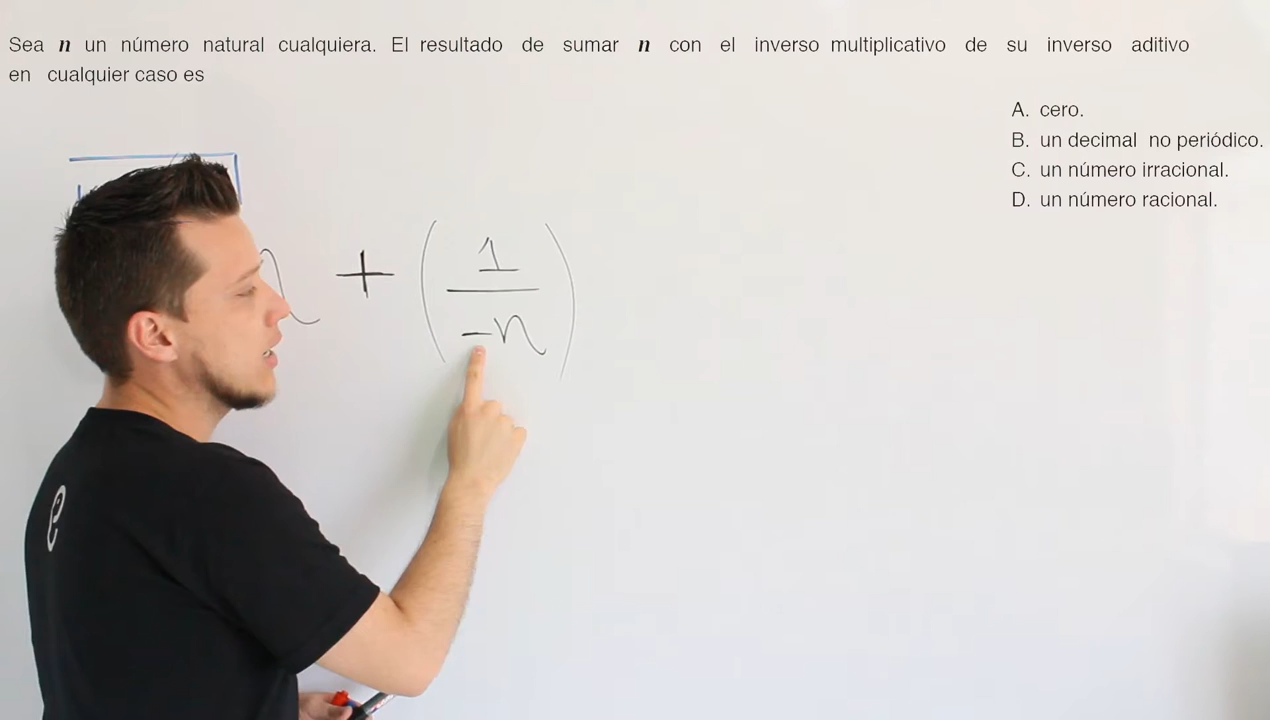 Sea n un número natural cualquiera. El resultado de sumar n con el inverso multiplicativo de su inverso aditivo
en cualquier caso es
A. cero.
B. un decimal no periódico.
C. un número irracional.
D. un número racional.
n + (1/-n)
e